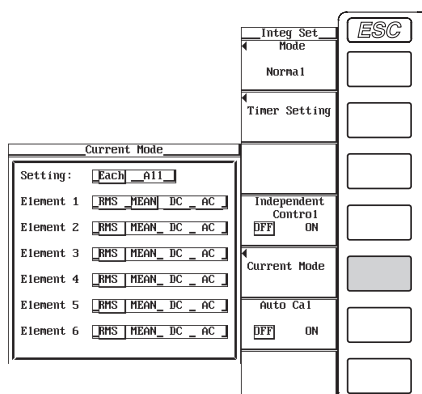 ESC
Integ Set
Mode
Normal
Timer Setting
Independent
Control
OFF ON
Current Mode
Auto Cal
OFF ON
Current Mode
Setting: Each All
Element 1 RMS MEAN DC AC
Element 2 RMS MEAN DC AC
Element 3 RMS MEAN DC AC
Element 4 RMS MEAN DC AC
Element 5 RMS MEAN DC AC
Element 6 RMS MEAN DC AC